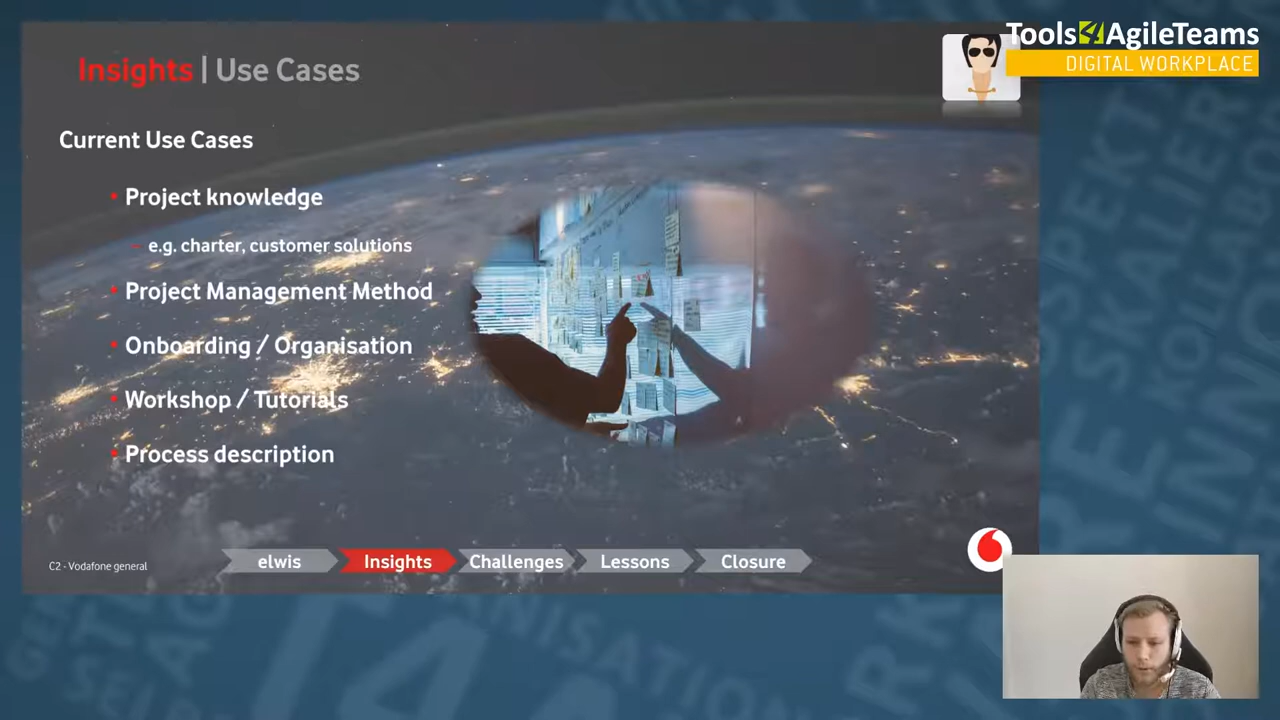 Tools4AgileTeams
DIGITAL WORKPLACE
Insights | Use Cases
Current Use Cases
• Project knowledge
– e.g. charter, customer solutions
• Project Management Method
• Onboarding / Organisation
• Workshop / Tutorials
• Process description
C2 - Vodafone general
elwis
Insights
Challenges
Lessons
Closure